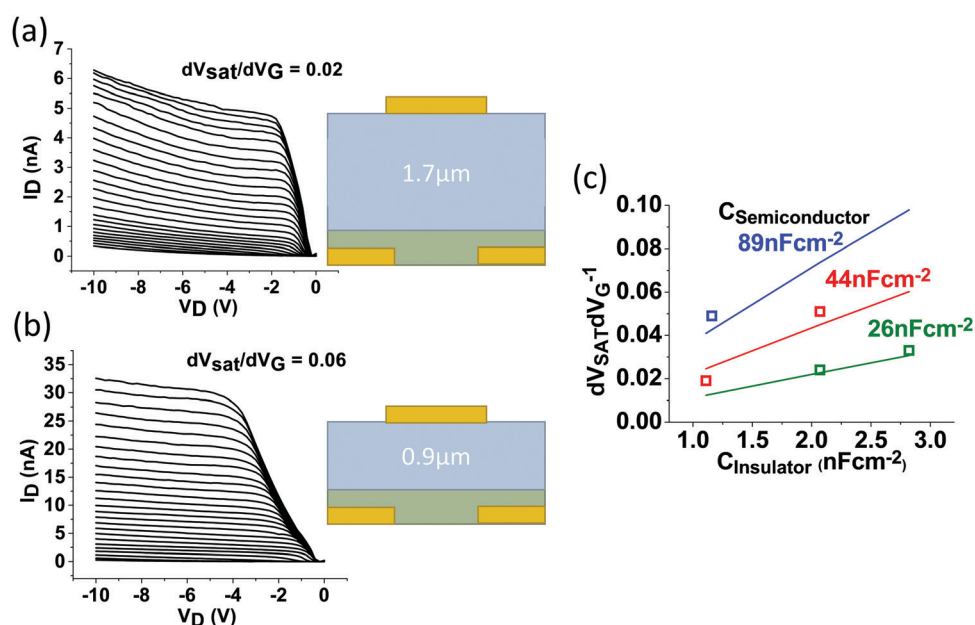 (a)
dVsat/dVG = 0.02
7
6
5
4
3
2
1
0
ID (nA)
-10 -8 -6 -4 -2 0
VD (V)
1.7µm
(b)
dVsat/dVG = 0.06
35
30
25
20
15
10
5
0
ID (nA)
-10 -8 -6 -4 -2 0
VD (V)
0.9µm
(c)
CSemiconductor
89nFcm-2
44nFcm-2
26nFcm-2
0.10
0.08
0.06
0.04
0.02
0.00
dVSATdVG-1
1.0 1.5 2.0 2.5 3.0
CInsulator (nFcm-2)